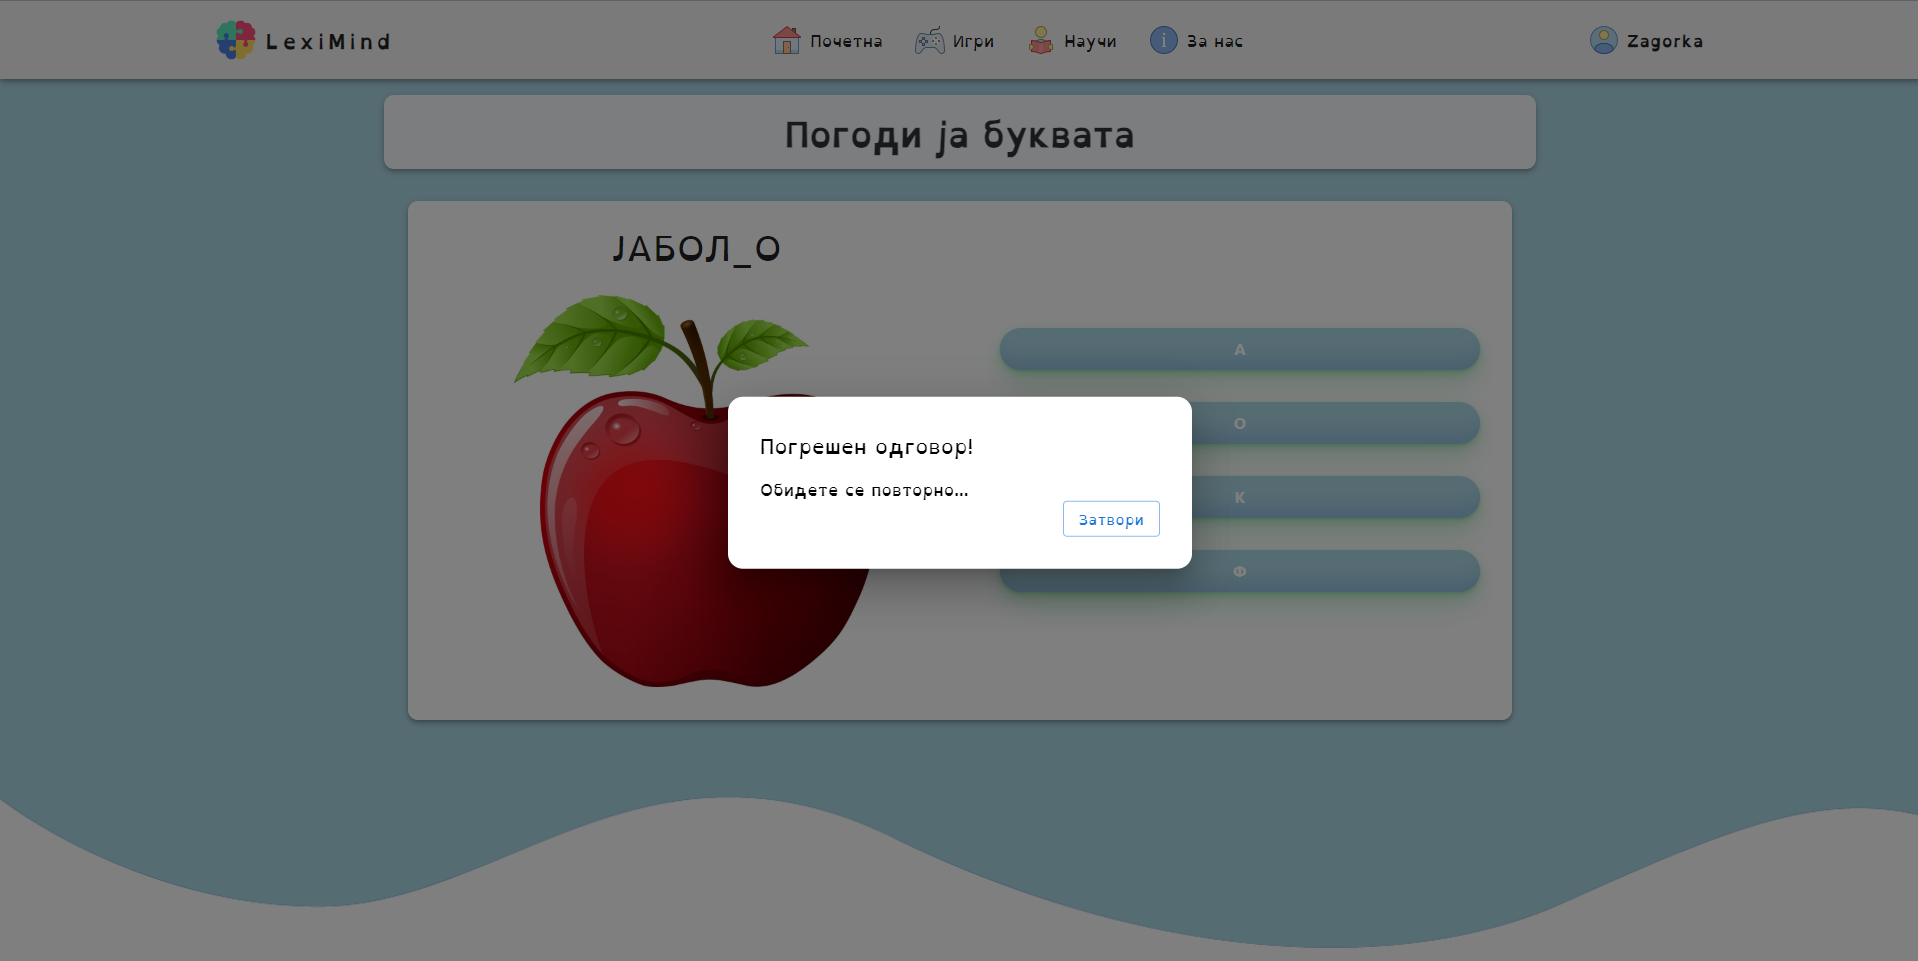 LexiMind
Почетна
Игри
Научи
За нас
Zagorka
Погоди ја буквата
ЈАБОЛ_О
А
О
К
Ф
Погрешен одговор!
Обидете се повторно...
Затвори